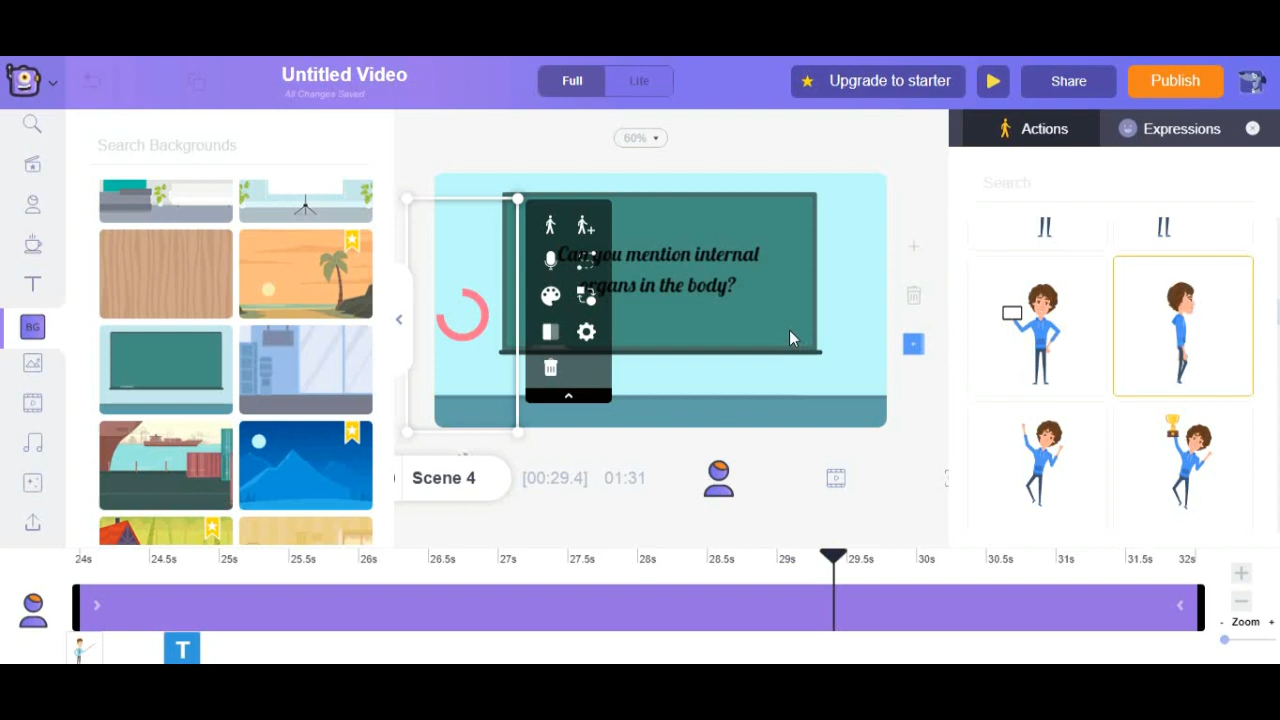 Untitled Video
All Changes Saved
Full
Life
Upgrade to starter
Share
Publish
Search Backgrounds
60%
Actions
Expressions
Search
BG
T
Can you mention internal
organs in the body?
Scene 4
[00:29.4]
01:31
24s
24.5s
25s
25.5s
26s
26.5s
27s
27.5s
28s
28.5s
29s
29.5s
30s
30.5s
31s
31.5s
32s
- Zoom +
T